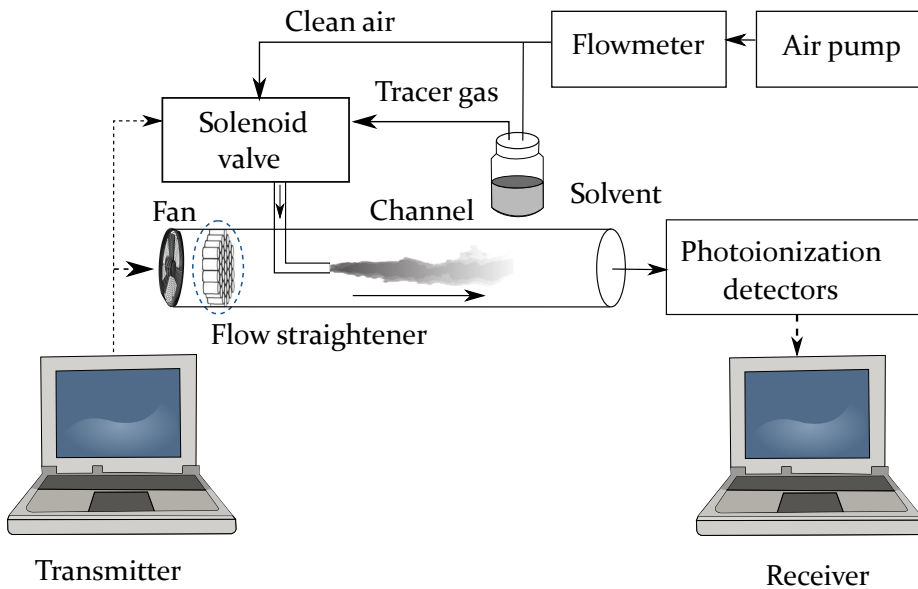 Clean air
Flowmeter
Air pump
Tracer gas
Solenoid
valve
Solvent
Fan
Channel
Photoionization
detectors
Flow straightener
Transmitter
Receiver